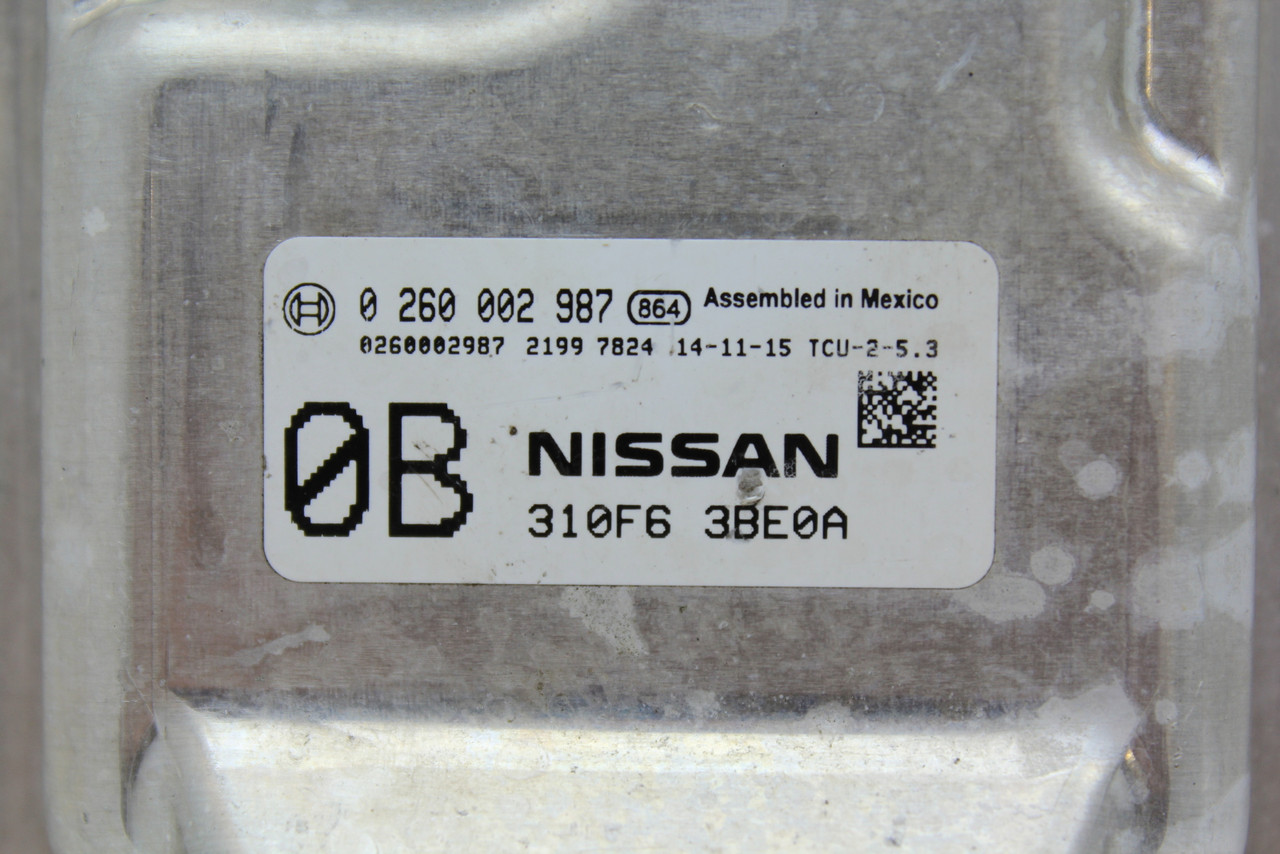 0 260 002 987 864 Assembled in Mexico
0260002987 2199 7824 14-11-15 TCU-2-5.3
0B
NISSAN
310F6 3BE0A